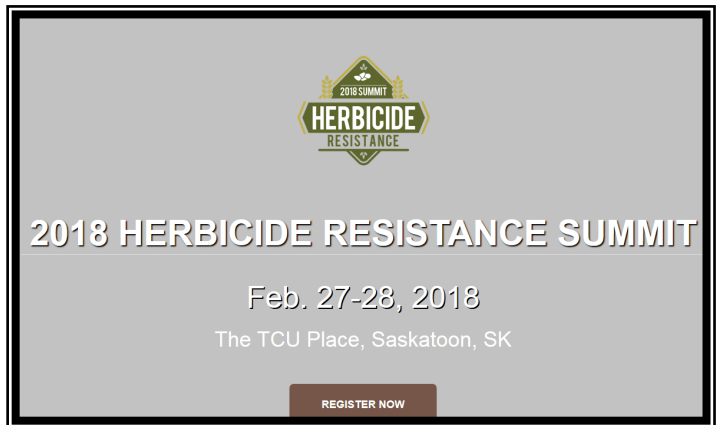 2018 SUMMIT
HERBICIDE
RESISTANCE
2018 HERBICIDE RESISTANCE SUMMIT
Feb. 27-28, 2018
The TCU Place, Saskatoon, SK
REGISTER NOW